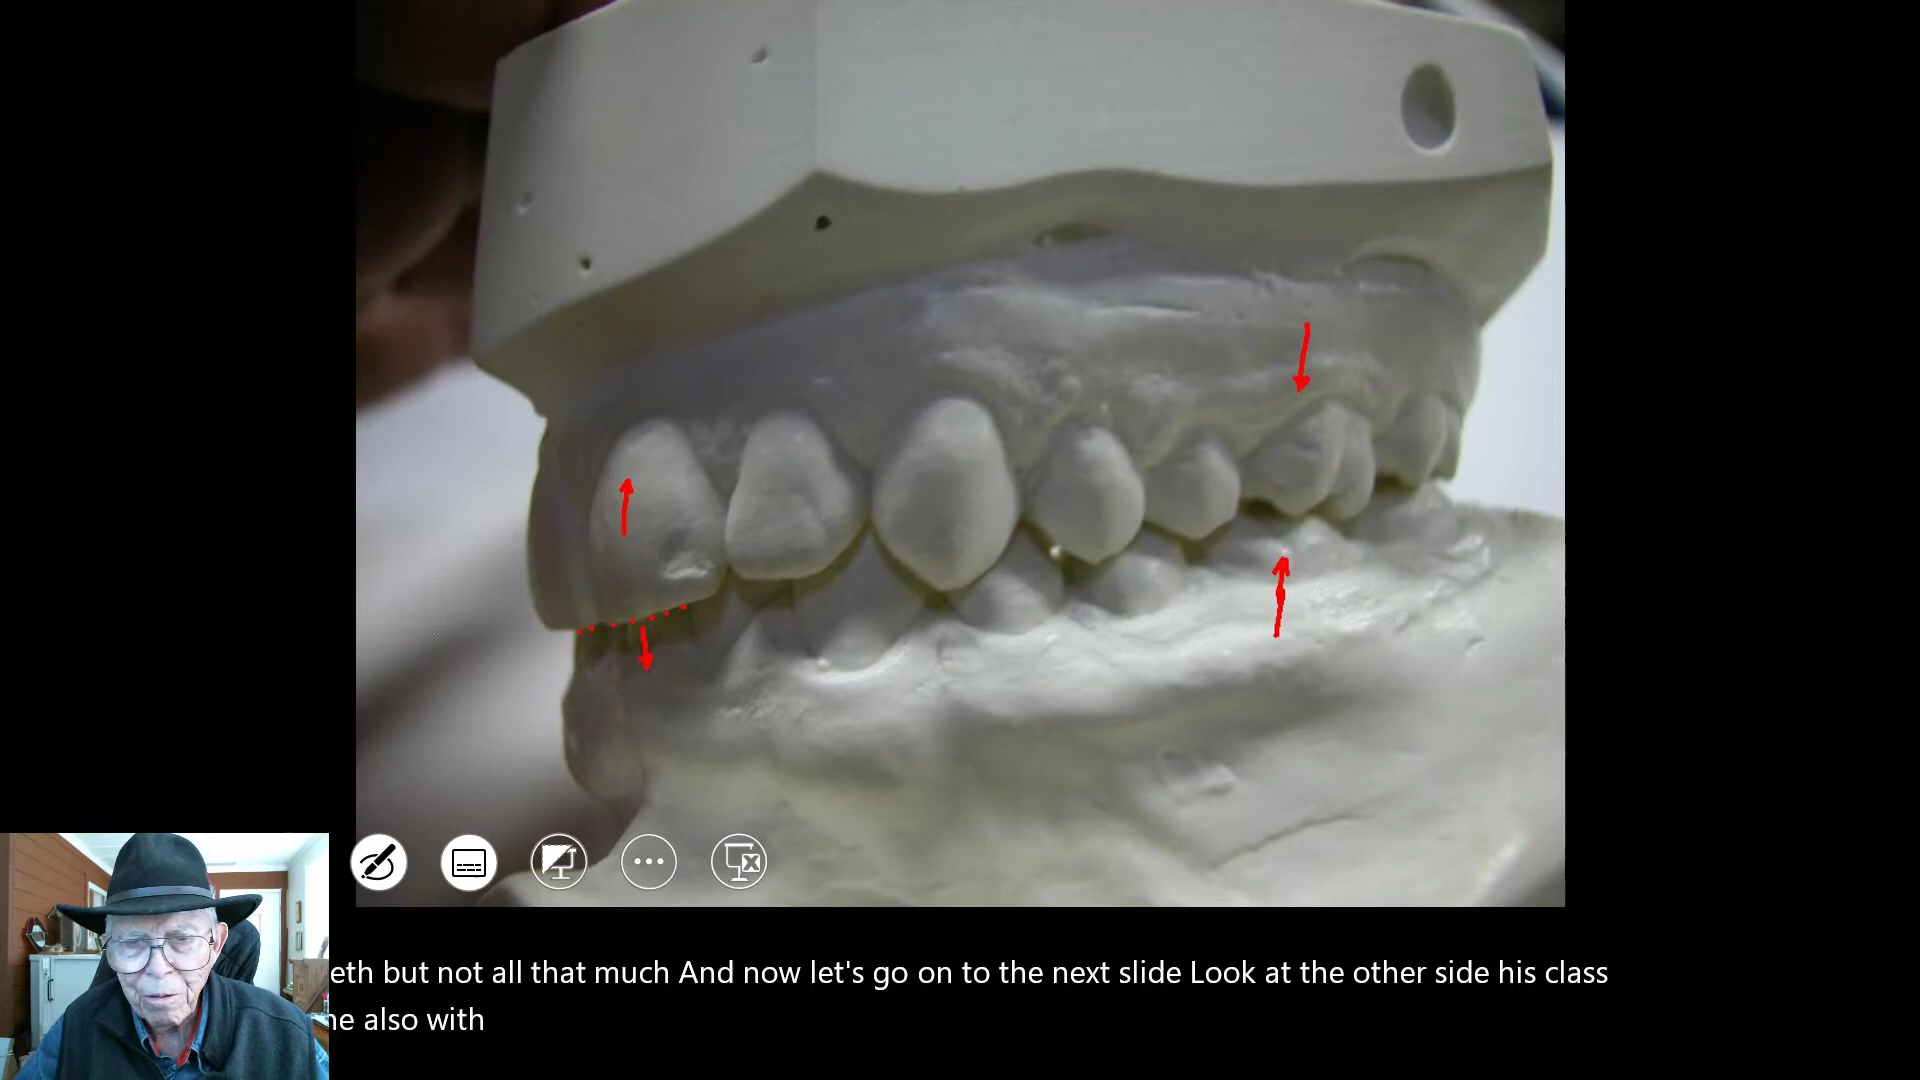 eth but not all that much And now let's go on to the next slide Look at the other side his class
ne also with